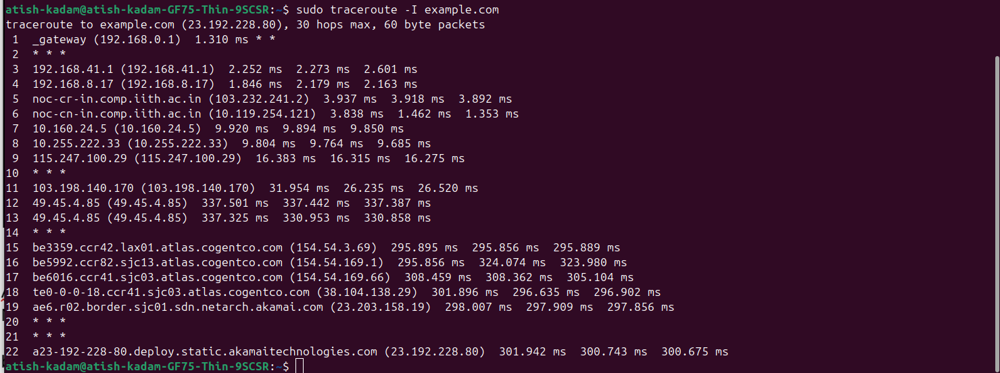 atish-kadam@atish-kadam-GF75-Thin-9SCSR:~$ sudo traceroute -I example.com
traceroute to example.com (23.192.228.80), 30 hops max, 60 byte packets
 1  _gateway (192.168.0.1)  1.310 ms * *
 2  * * *
 3  192.168.41.1 (192.168.41.1)  2.252 ms  2.273 ms  2.601 ms
 4  192.168.8.17 (192.168.8.17)  1.846 ms  2.179 ms  2.163 ms
 5  noc-cr-in.comp.iith.ac.in (103.232.241.2)  3.937 ms  3.918 ms  3.892 ms
 6  noc-cn-in.comp.iith.ac.in (10.119.254.121)  3.838 ms  1.462 ms  1.353 ms
 7  10.160.24.5 (10.160.24.5)  9.920 ms  9.894 ms  9.850 ms
 8  10.255.222.33 (10.255.222.33)  9.804 ms  9.764 ms  9.685 ms
 9  115.247.100.29 (115.247.100.29)  16.383 ms  16.315 ms  16.275 ms
10  * * *
11  103.198.140.170 (103.198.140.170)  31.954 ms  26.235 ms  26.520 ms
12  49.45.4.85 (49.45.4.85)  337.501 ms  337.442 ms  337.387 ms
13  49.45.4.85 (49.45.4.85)  337.325 ms  330.953 ms  330.858 ms
14  * * *
15  be3359.ccr42.lax01.atlas.cogentco.com (154.54.3.69)  295.895 ms  295.856 ms  295.889 ms
16  be5992.ccr82.sjc13.atlas.cogentco.com (154.54.169.1)  295.856 ms  324.074 ms  323.980 ms
17  be6016.ccr41.sjc03.atlas.cogentco.com (154.54.169.66)  308.459 ms  308.362 ms  305.104 ms
18  te0-0-0-18.ccr41.sjc03.atlas.cogentco.com (38.104.138.29)  301.896 ms  296.635 ms  296.902 ms
19  ae6.r02.border.sjc01.sdn.netarch.akamai.com (23.203.158.19)  298.007 ms  297.909 ms  297.856 ms
20  * * *
21  * * *
22  a23-192-228-80.deploy.static.akamaitechnologies.com (23.192.228.80)  301.942 ms  300.743 ms  300.675 ms
atish-kadam@atish-kadam-GF75-Thin-9SCSR:~$